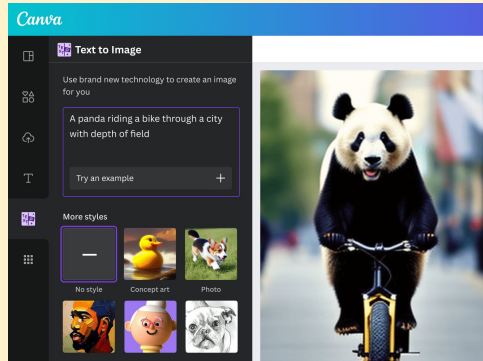 Canva
Text to Image
Use brand new technology to create an image
for you
A panda riding a bike through a city
with depth of field
Try an example
More styles
No style
Concept art
Photo